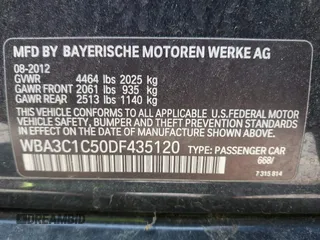 MFD BY BAYERISCHE MOTOREN WERKE AG
08-2012
GVWR 4464 lbs 2025 kg
GAWR FRONT 2061 lbs 935 kg
GAWR REAR 2513 lbs 1140 kg
THIS VEHICLE CONFORMS TO ALL APPLICABLE U.S.FEDERAL MOTOR
VEHICLE SAFETY, BUMPER, AND THEFT PREVENTION STANDARDS IN
EFFECT ON THE DATE OF MANUFACTURE SHOWN ABOVE.
WBA3C1C50DF435120 TYPE: PASSENGER CAR
668/
7 315 814